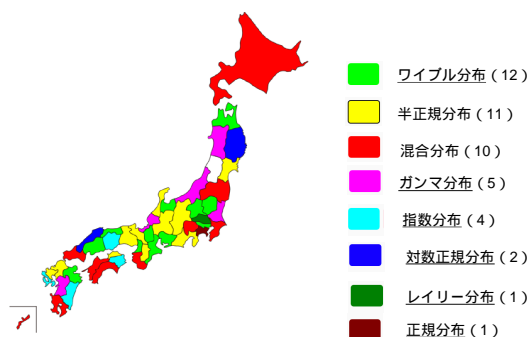 ワイブル分布（12）
半正規分布（11）
混合分布（10）
ガンマ分布（5）
指数分布（4）
対数正規分布（2）
レイリー分布（1）
正規分布（1）